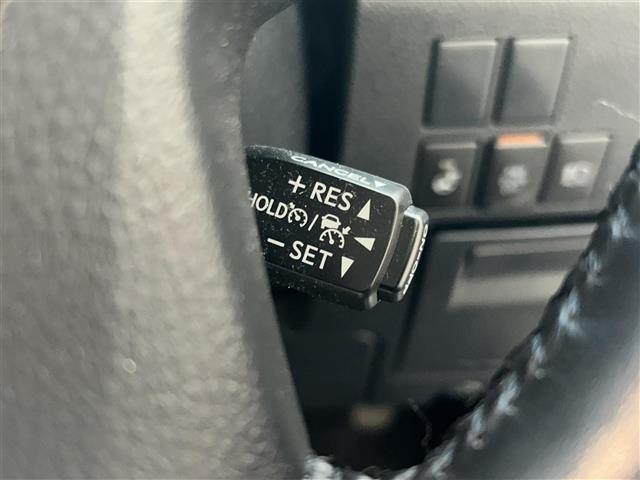 CANCEL
+ RES
HOLD /
− SET